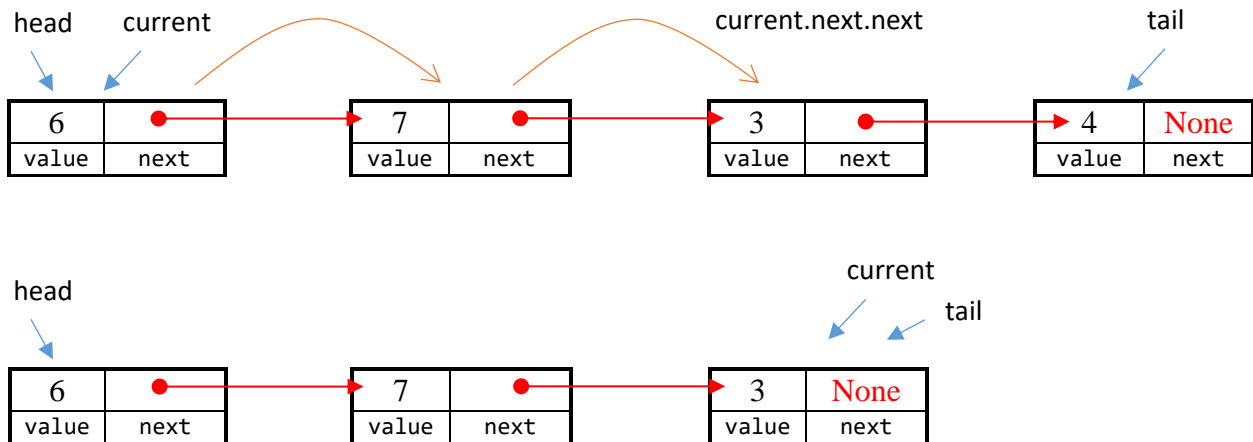 head current current.next.next tail
6 7 3 4 None
value next value next value next value next
head current
tail
6 7 3 None
value next value next value next